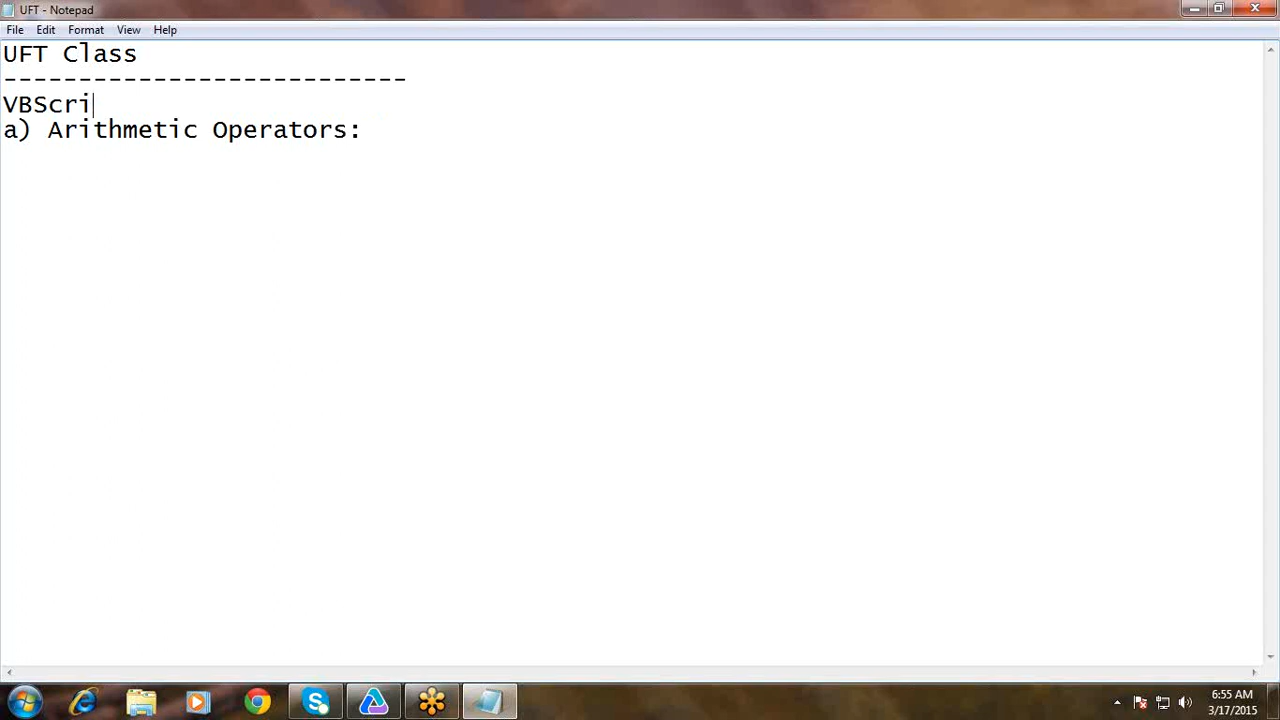 UFT - Notepad
File Edit Format View Help
UFT Class
---------------------------
VBScri
a) Arithmetic Operators:
6:55 AM
3/17/2015